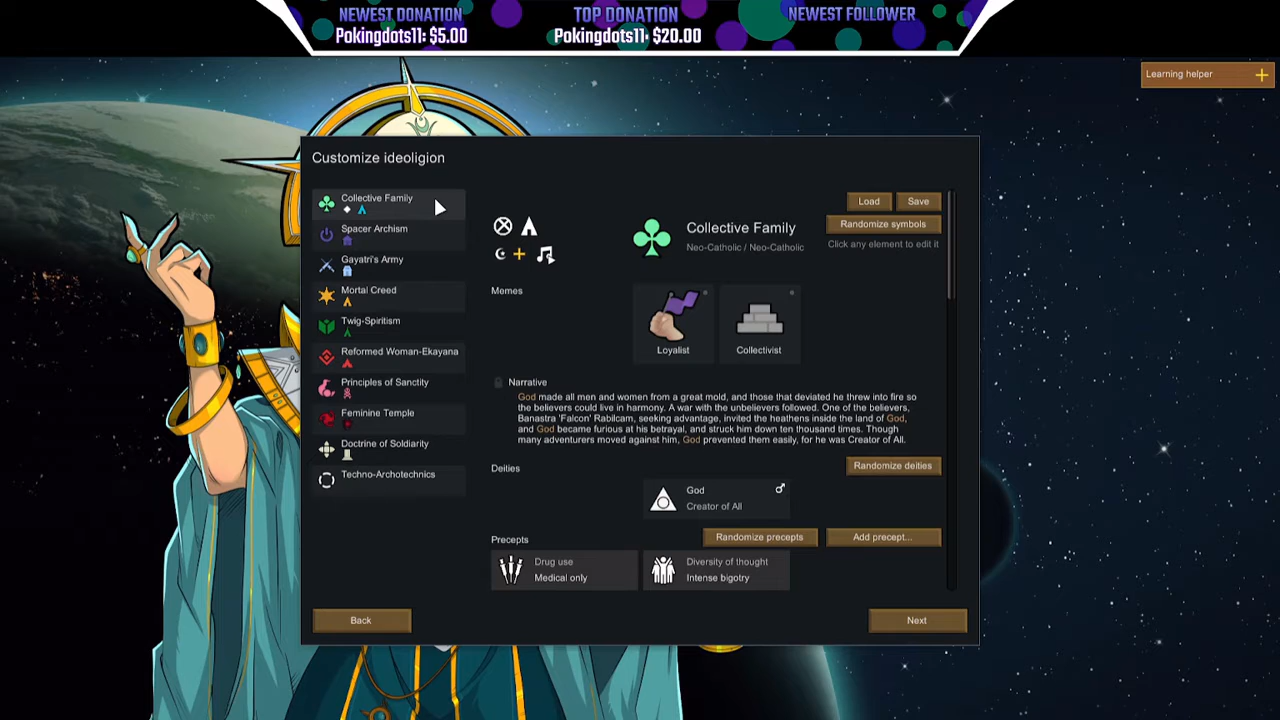 NEWEST DONATION
Pokingdots11: $5.00
TOP DONATION
Pokingdots11: $20.00
NEWEST FOLLOWER
Learning helper
Customize ideoligion
Collective Family
Spacer Archism
Gayatri's Army
Mortal Creed
Twig-Spiritism
Reformed Woman-Ekayana
Principles of Sanctity
Feminine Temple
Doctrine of Soldiarity
Techno-Archotechnics
Collective Family
Neo-Catholic / Neo-Catholic
Load
Save
Randomize symbols
Click any element to edit it
Memes
Loyalist
Collectivist
Narrative
God made all men and women from a great mold, and those that deviated he threw into fire so
the believers could live in harmony. A war with the unbelievers followed. One of the believers,
Banastra 'Falcon' Rabilcam, seeking advantage, invited the heathens inside the land of God,
and God became furious at his betrayal, and struck him down ten thousand times. Though
many adventurers moved against him, God prevented them easily, for he was Creator of All.
Deities
Randomize deities
God
Creator of All
Precepts
Randomize precepts
Add precept...
Drug use
Medical only
Diversity of thought
Intense bigotry
Back
Next